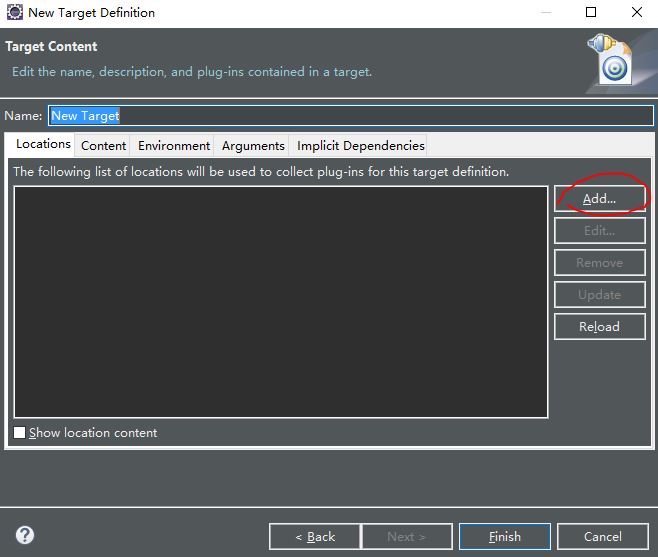 New Target Definition
Target Content
Edit the name, description, and plug-ins contained in a target.
Name: New Target
Locations Content Environment Arguments Implicit Dependencies
The following list of locations will be used to collect plug-ins for this target definition.
Add...
Edit...
Remove
Update
Reload
Show location content
? < Back Next > Finish Cancel